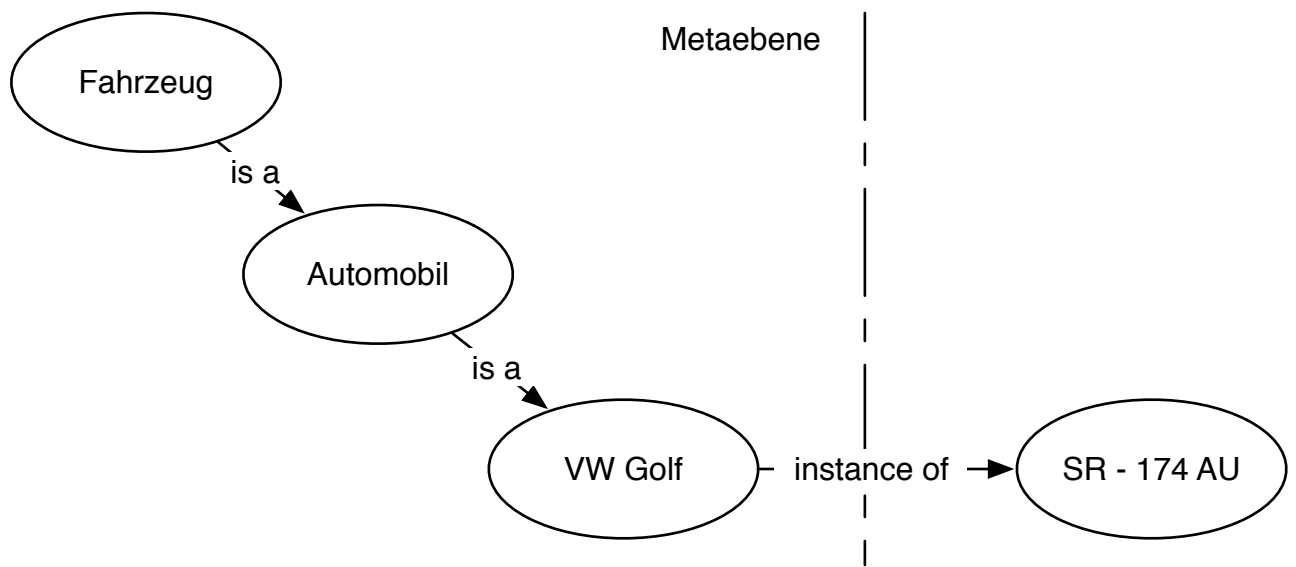 Metaebene
Fahrzeug
is a
Automobil
is a
VW Golf
instance of
SR - 174 AU